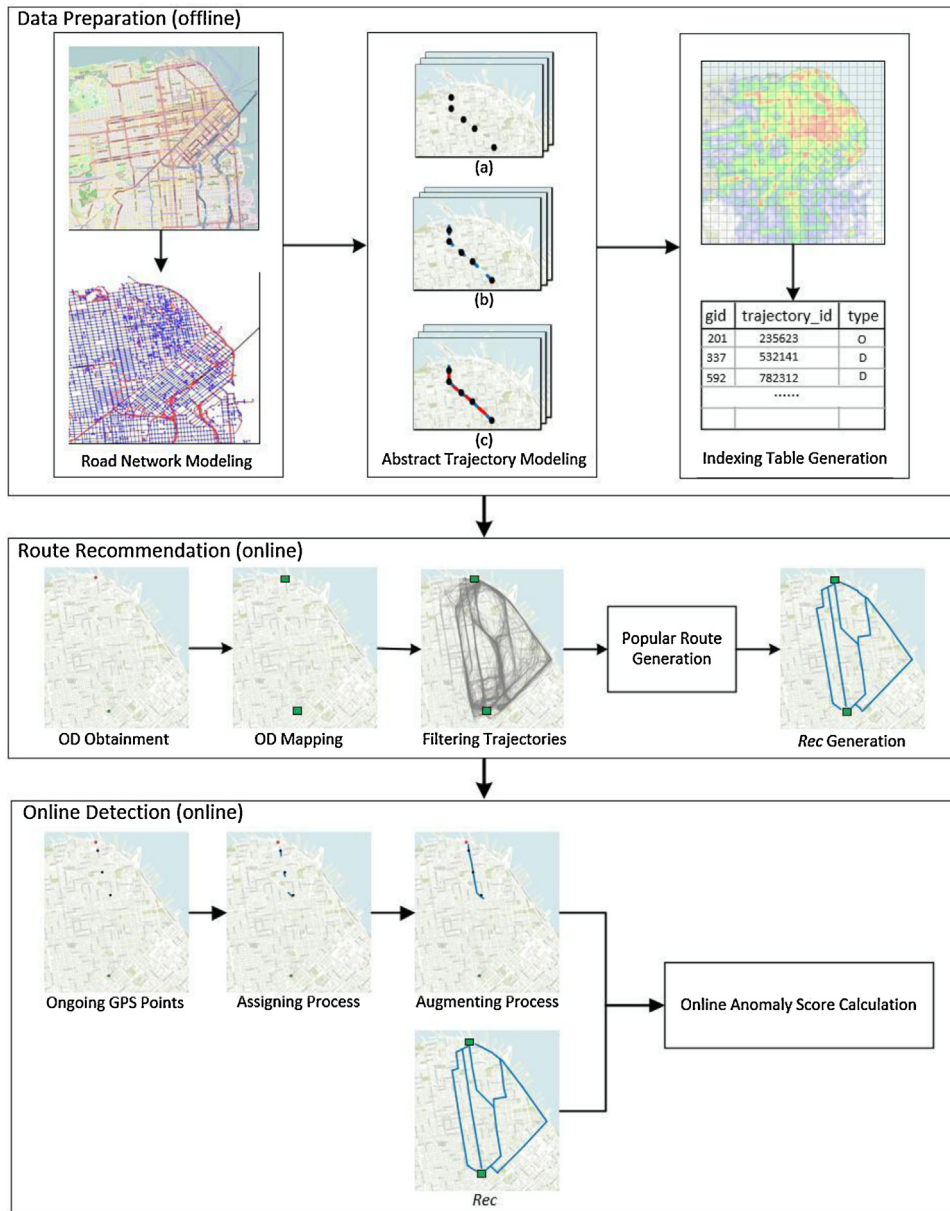 Data Preparation (offline)
(a)
(b)
(c)
gid trajectory_id type
201 235623 O
337 532141 D
592 782312 D
......
Road Network Modeling
Abstract Trajectory Modeling
Indexing Table Generation
Route Recommendation (online)
Popular Route
Generation
OD Obtainment
OD Mapping
Filtering Trajectories
Rec Generation
Online Detection (online)
Ongoing GPS Points
Assigning Process
Augmenting Process
Online Anomaly Score Calculation
Rec